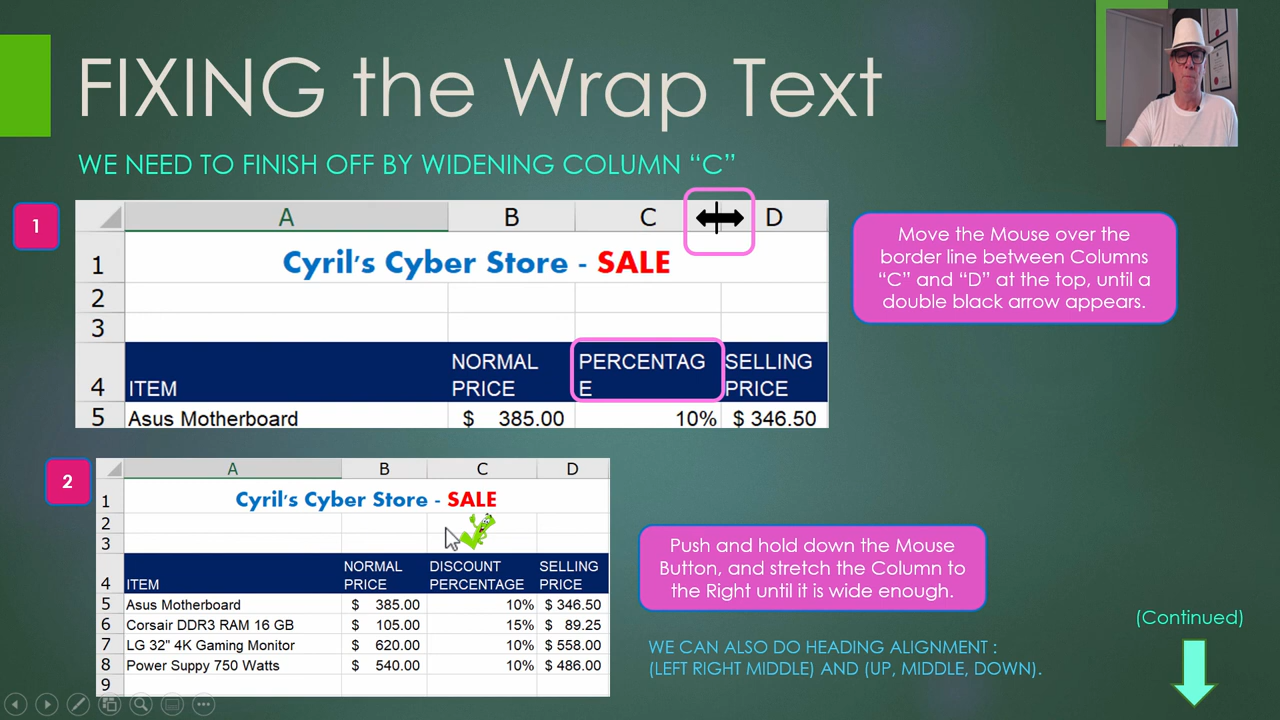 FIXING the Wrap Text
WE NEED TO FINISH OFF BY WIDENING COLUMN “C”
1
A B C D
1 Cyril's Cyber Store - SALE
2
3
NORMAL PERCENTAG SELLING
4 ITEM PRICE E PRICE
5 Asus Motherboard $ 385.00 10% $ 346.50
Move the Mouse over the
border line between Columns
“C” and “D” at the top, until a
double black arrow appears.
2
A B C D
1 Cyril's Cyber Store - SALE
2
3
NORMAL DISCOUNT SELLING
4 ITEM PRICE PERCENTAGE PRICE
5 Asus Motherboard $ 385.00 10% $ 346.50
6 Corsair DDR3 RAM 16 GB $ 105.00 15% $ 89.25
7 LG 32" 4K Gaming Monitor $ 620.00 10% $ 558.00
8 Power Suppy 750 Watts $ 540.00 10% $ 486.00
9
Push and hold down the Mouse
Button, and stretch the Column to
the Right until it is wide enough.
WE CAN ALSO DO HEADING ALIGNMENT :
(LEFT RIGHT MIDDLE) AND (UP, MIDDLE, DOWN).
(Continued)